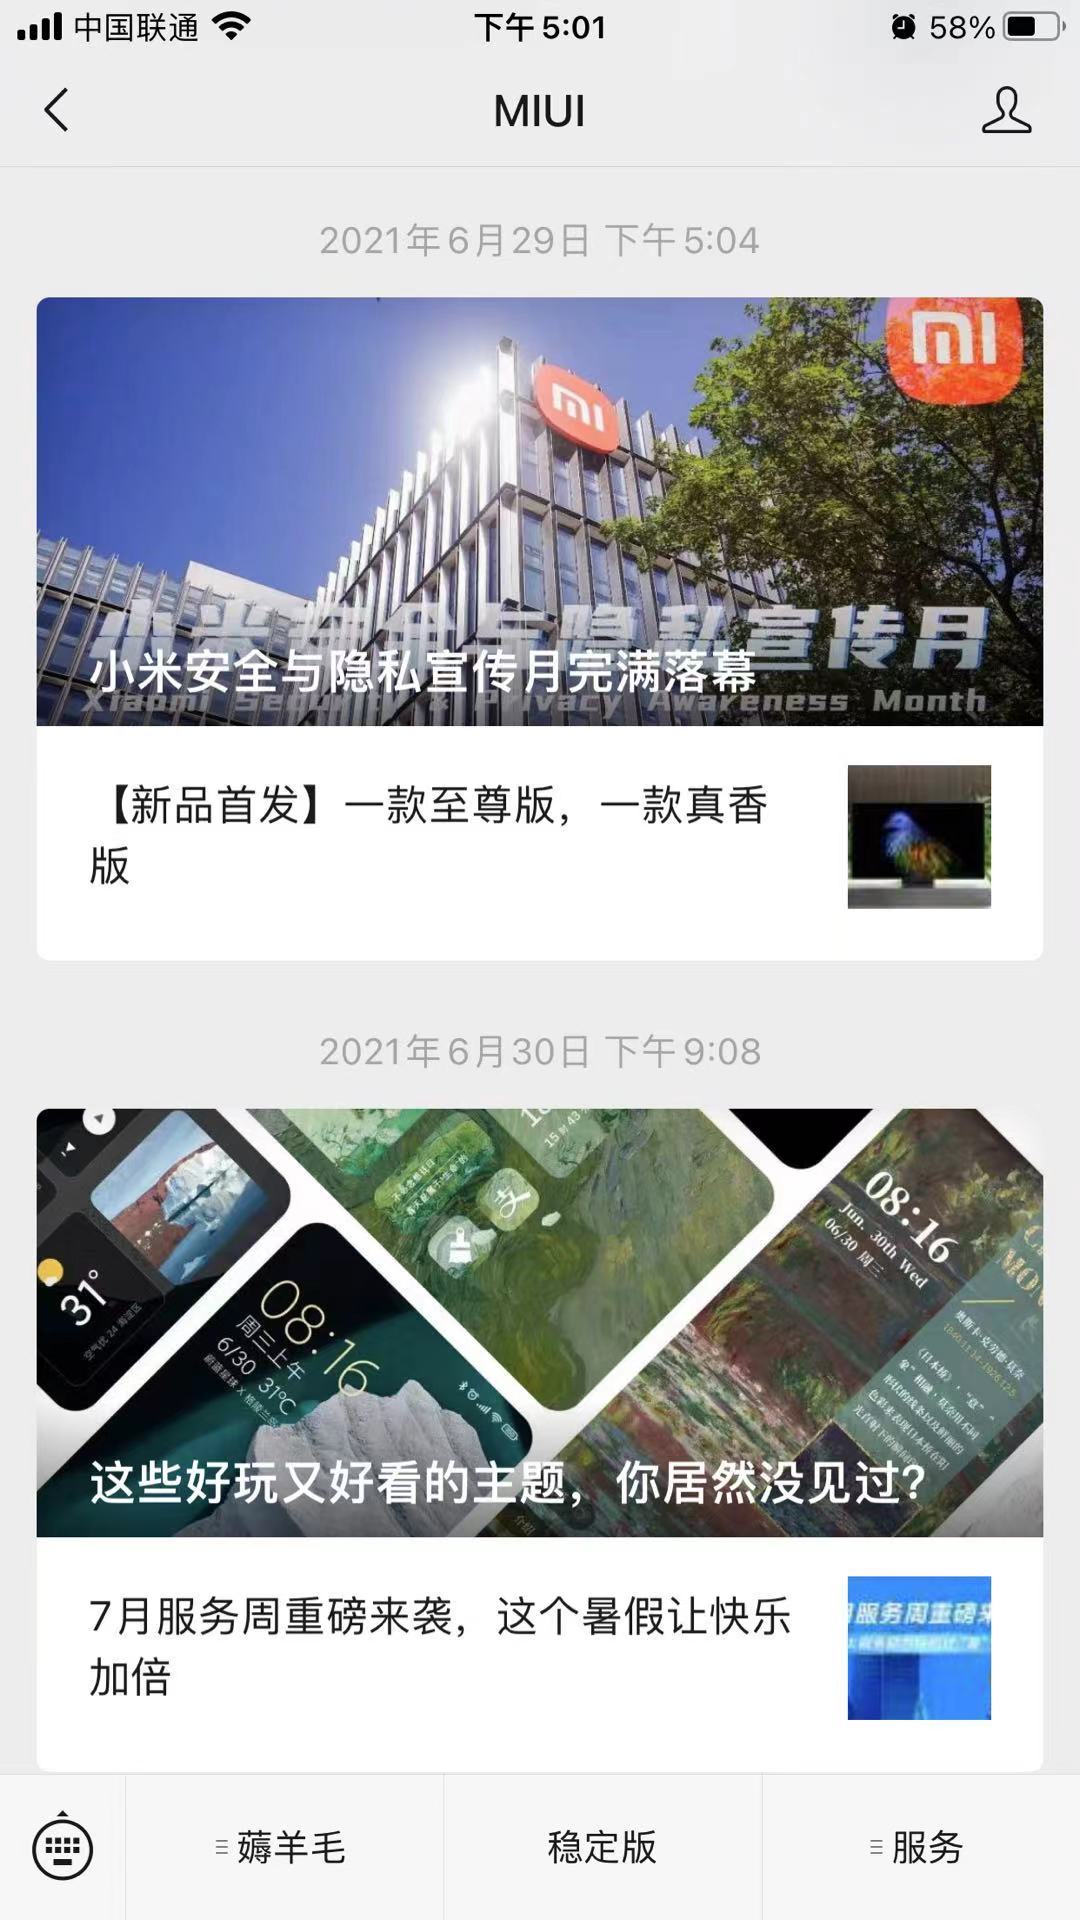 中国联通
下午5:01
58%
MIUI
2021年6月29日 下午5:04
mi
mi
小米安全与隐私宣传月
小米安全与隐私宣传月完满落幕
Xiaomi Security & Privacy Awareness Month
【新品首发】一款至尊版，一款真香
版
2021年6月30日 下午9:08
31°
08:16
周三上午
6/30 31℃
15时43
支
08:16
Jun. 30th Wed
06/30 周三
这些好玩又好看的主题，你居然没见过？
7月服务周重磅来袭，这个暑假让快乐
加倍
月服务周重磅来
薅羊毛
稳定版
服务